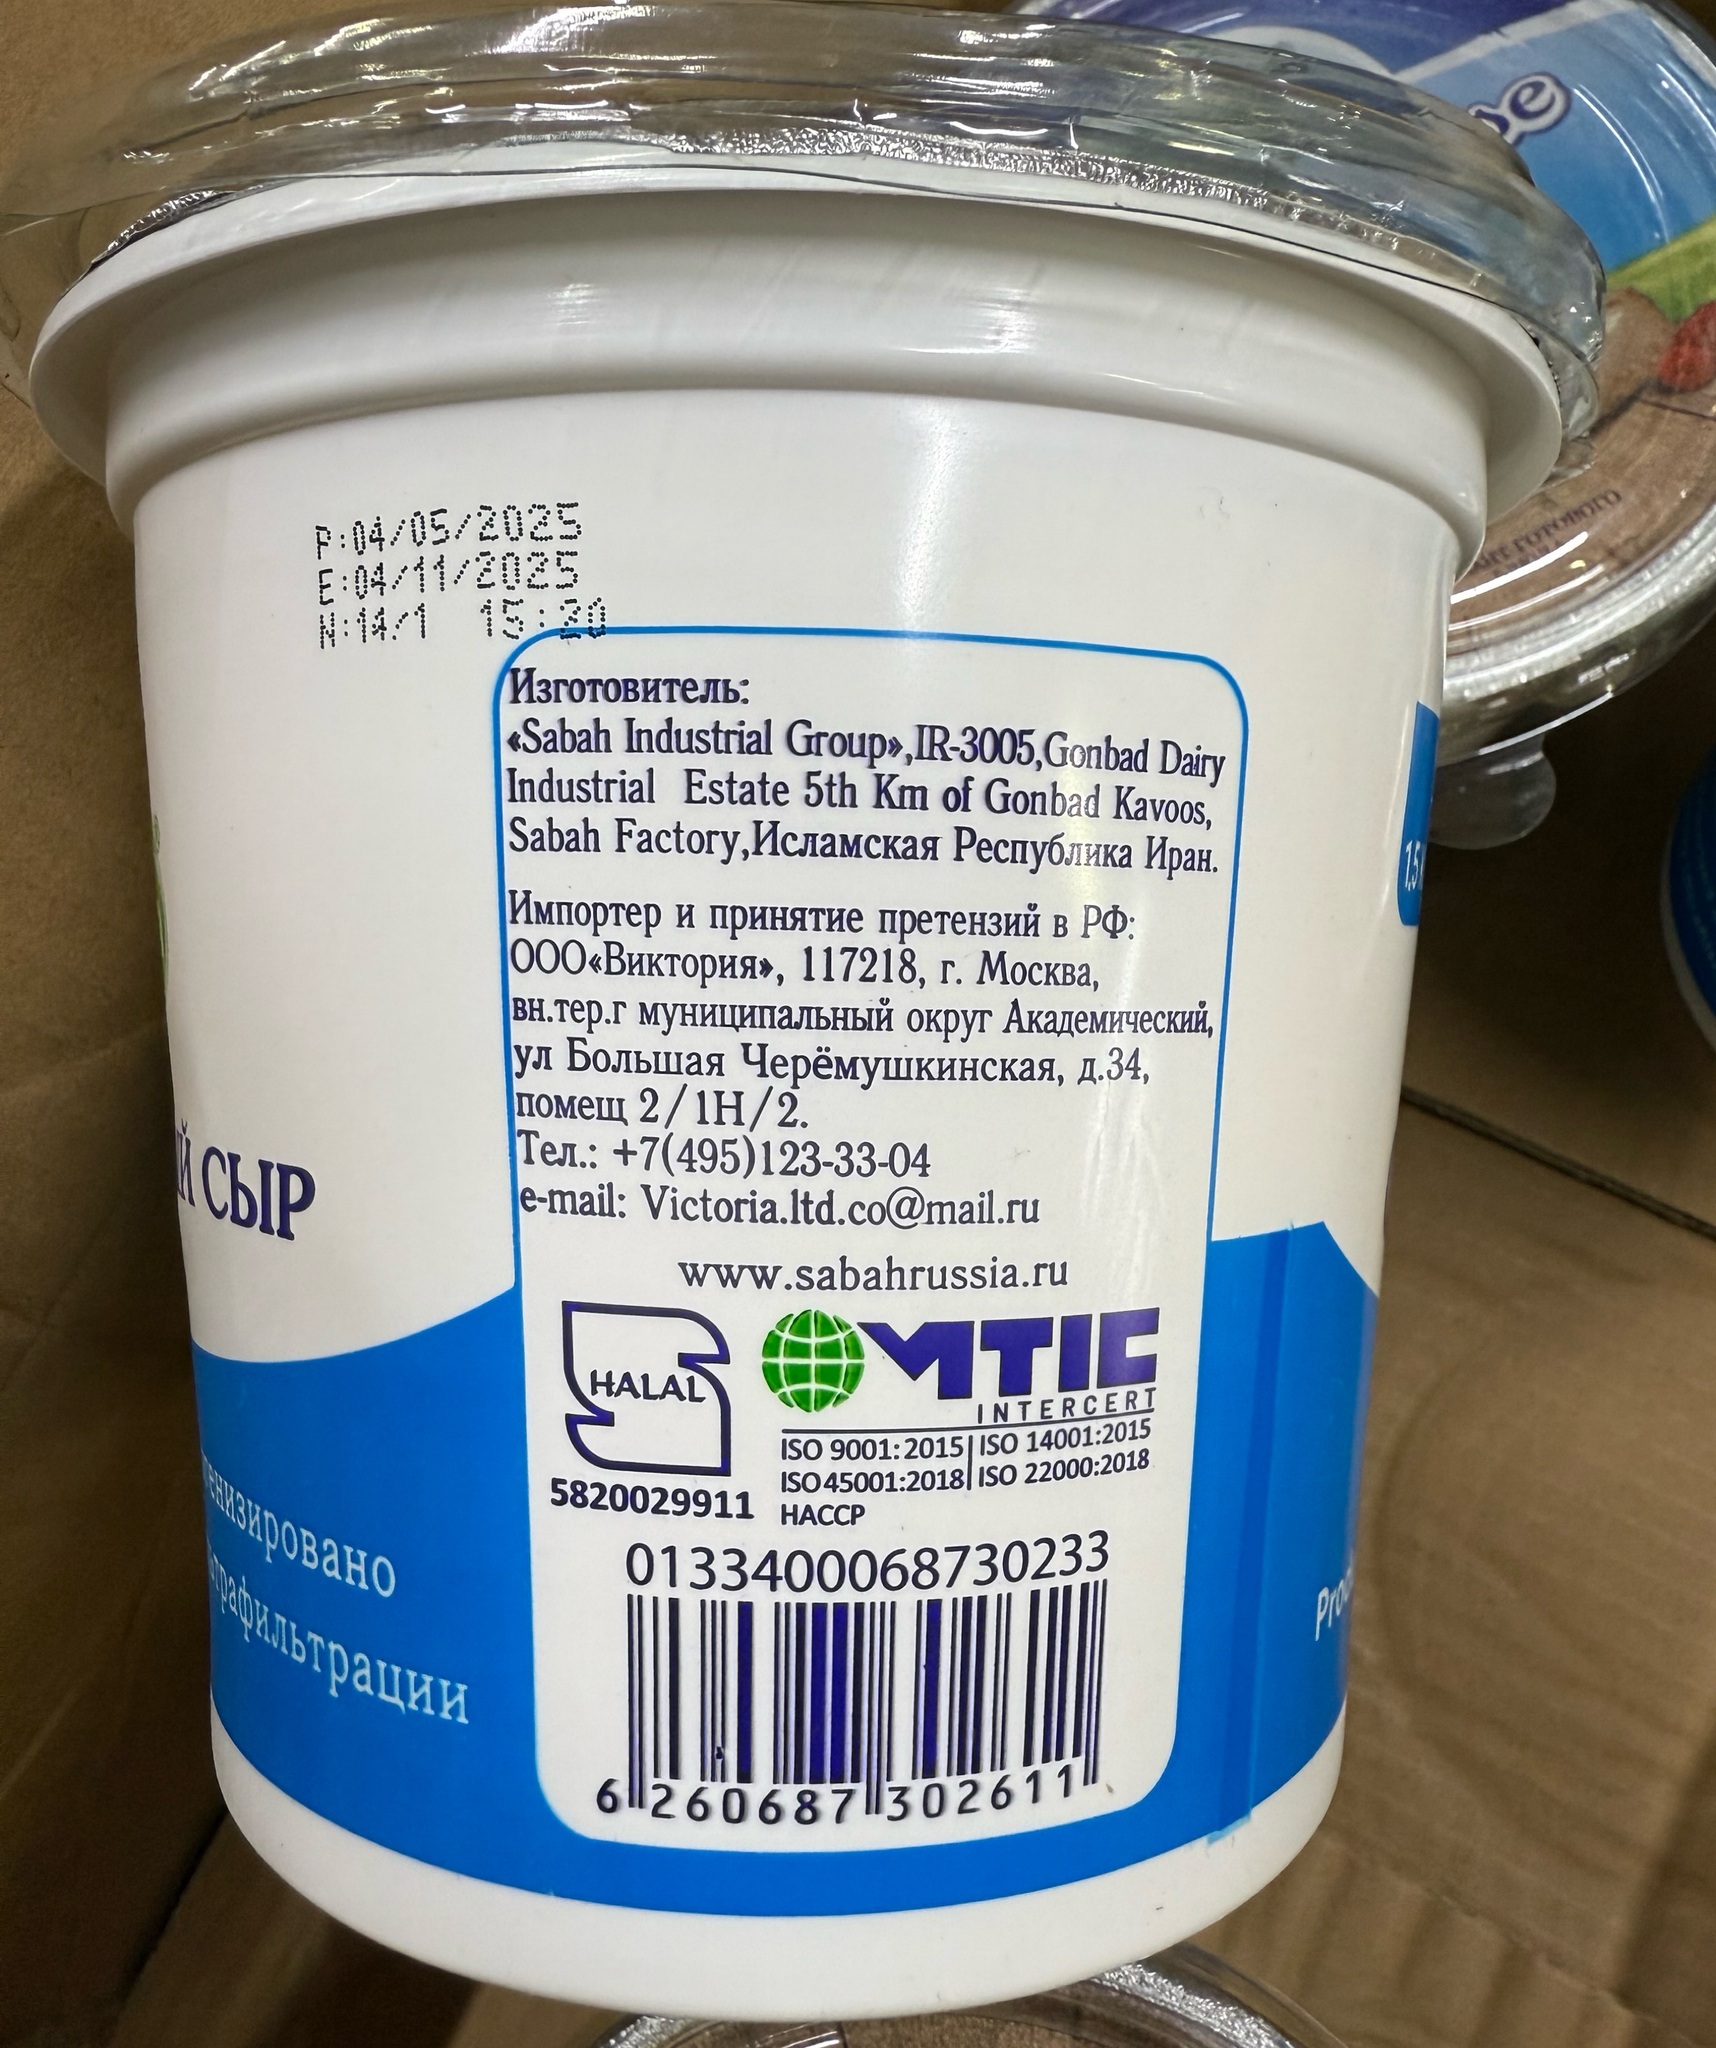 P:04/05/2025
E:04/11/2025
N:14/1 15:20
Изготовитель:
«Sabah Industrial Group»,IR-3005,Gonbad Dairy
Industrial Estate 5th Km of Gonbad Kavoos,
Sabah Factory,Исламская Республика Иран.
Импортер и принятие претензий в РФ:
ООО«Виктория», 117218, г. Москва,
вн.тер.г муниципальный округ Академический,
ул Большая Черёмушкинская, д.34,
помещ 2/1Н/2.
Тел.: +7(495)123-33-04
e-mail: Victoria.ltd.co@mail.ru
www.sabahrussia.ru
HALAL
5820029911
MTIC
INTERCERT
ISO 9001:2015 | ISO 14001:2015
ISO 45001:2018 | ISO 22000:2018
HACCP
01334000068730233
6 260687 302611
СЫР
1,5